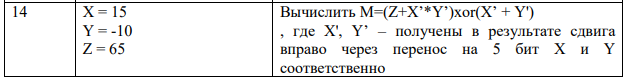 14
X = 15
Y = -10
Z = 65
Вычислить M=(Z+X’*Y’)xor(X’ + Y')
, где X', Y’ – получены в результате сдвига
вправо через перенос на 5 бит X и Y
соответственно